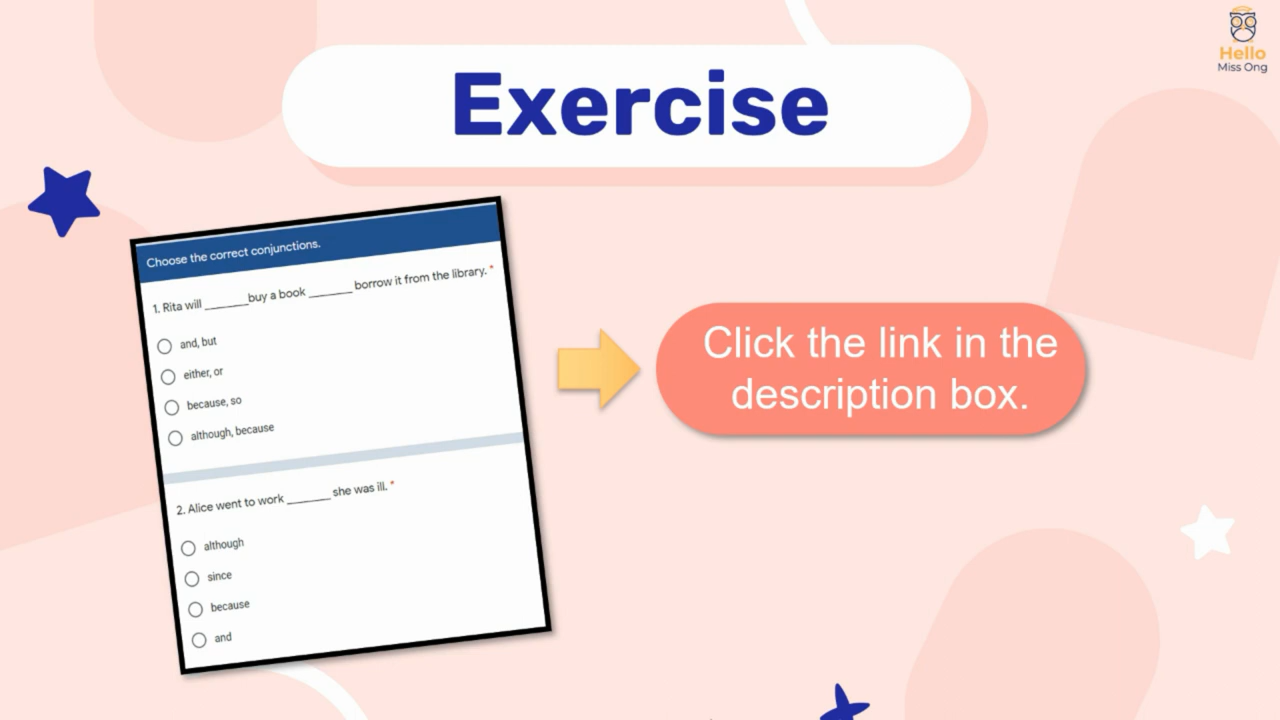 Hello
Miss Ong
Exercise
Choose the correct conjunctions.
1. Rita will _______buy a book _______ borrow it from the library. *
and, but
either, or
because, so
although, because
2. Alice went to work _______ she was ill. *
although
since
because
and
Click the link in the
description box.